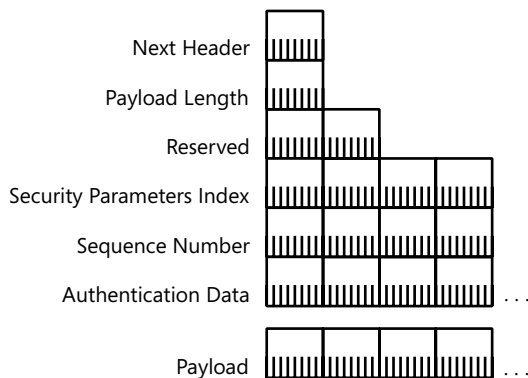 Next Header
Payload Length
Reserved
Security Parameters Index
Sequence Number
Authentication Data ...
Payload ...